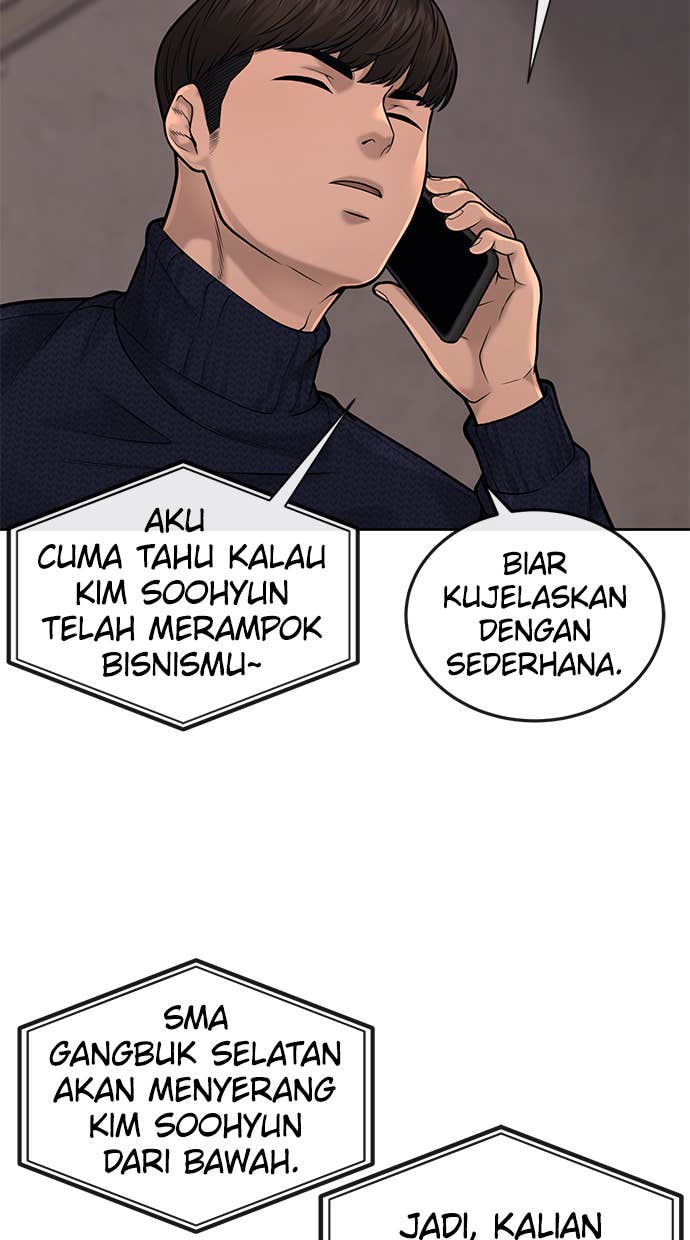 AKU
CUMA TAHU KALAU
KIM SOOHYUN
TELAH MERAMPOK
BISNISMU~
BIAR
KUJELASKAN
DENGAN
SEDERHANA.
SMA
GANGBUK SELATAN
AKAN MENYERANG
KIM SOOHYUN
DARI BAWAH.
JADI, KALIAN